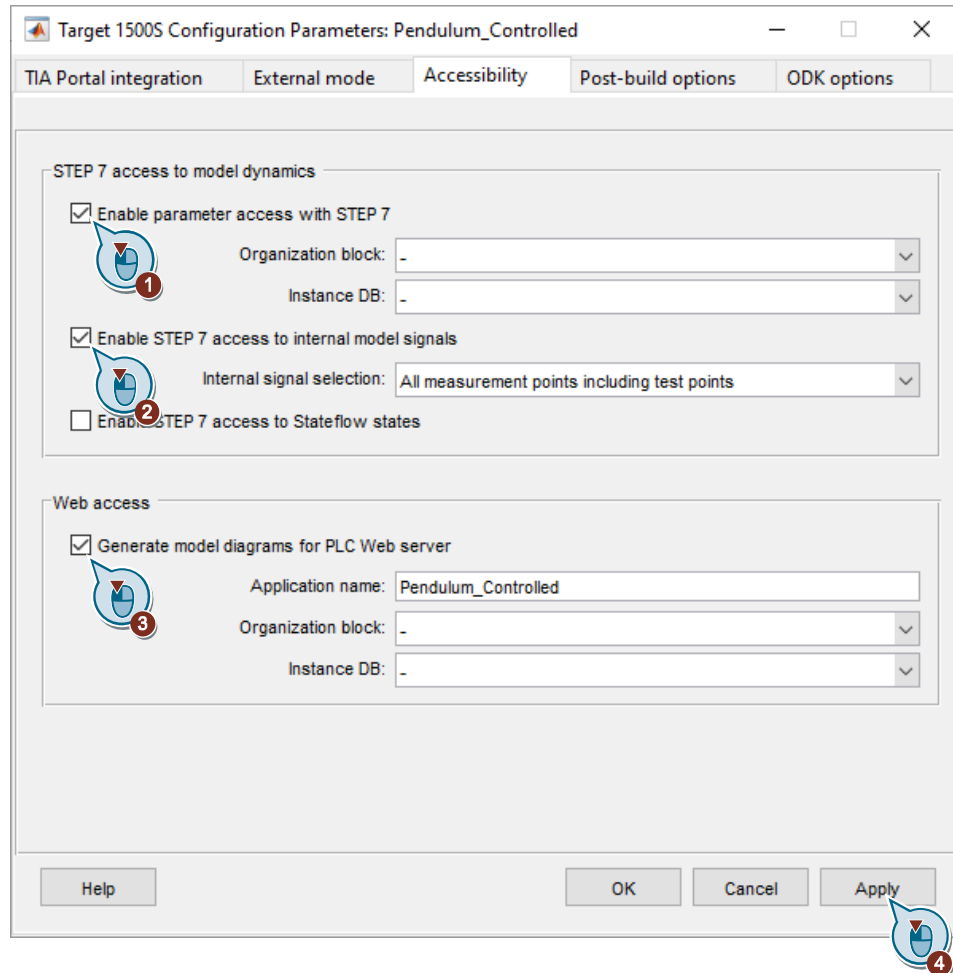 Target 1500S Configuration Parameters: Pendulum_Controlled
TIA Portal integration External mode Accessibility Post-build options ODK options
STEP 7 access to model dynamics
Enable parameter access with STEP 7
Organization block: -
1
Instance DB: -
Enable STEP 7 access to internal model signals
Internal signal selection: All measurement points including test points
2
Enable STEP 7 access to Stateflow states
Web access
Generate model diagrams for PLC Web server
Application name: Pendulum_Controlled
3
Organization block: -
Instance DB: -
Help OK Cancel Apply
4